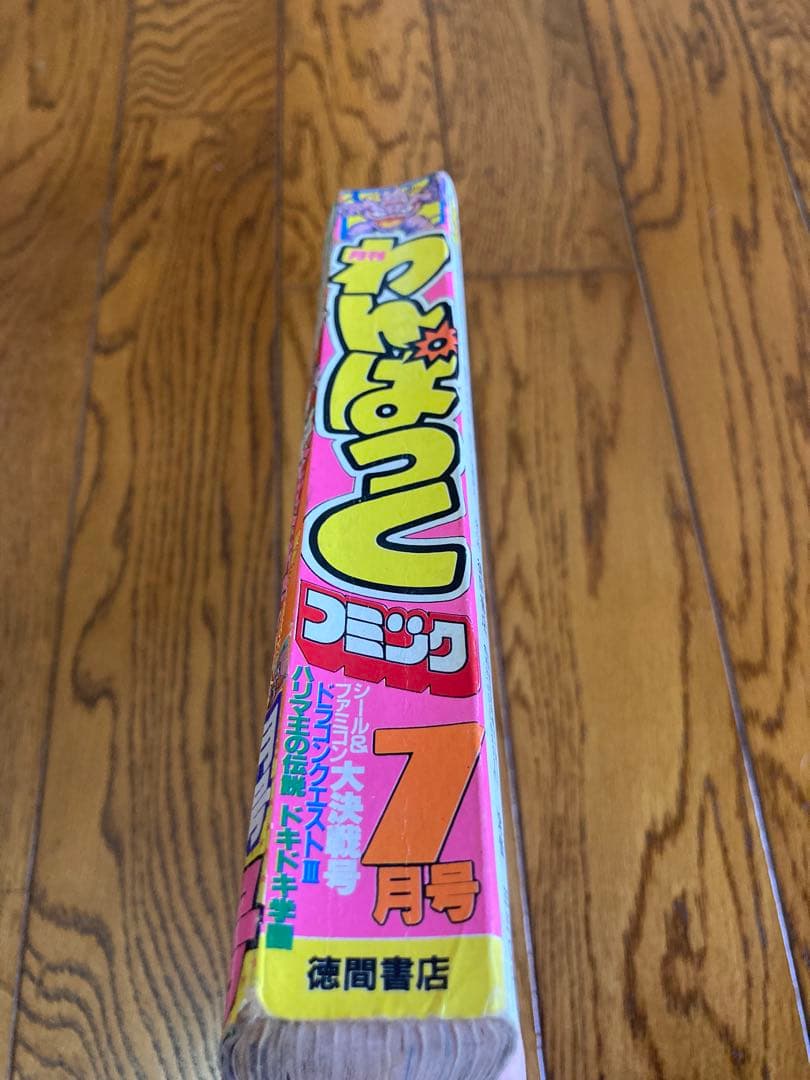 月刊
わんぱっく
コミック
7
月号
シール&
ファミコン
大決戦号
ドラゴンクエストIII
ハリマ王の伝説 ドキドキ学園
徳間書店